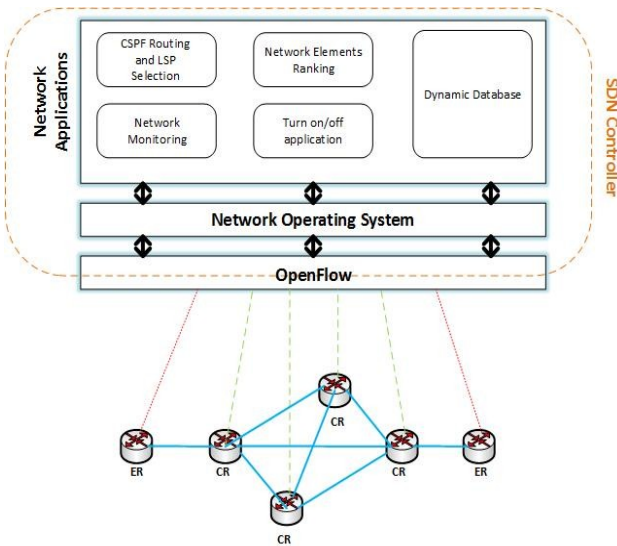 Network
Applications
CSPF Routing
and LSP
Selection
Network Elements
Ranking
Dynamic Database
Network
Monitoring
Turn on/off
application
SDN Controller
Network Operating System
OpenFlow
CR
ER
CR
CR
ER
CR